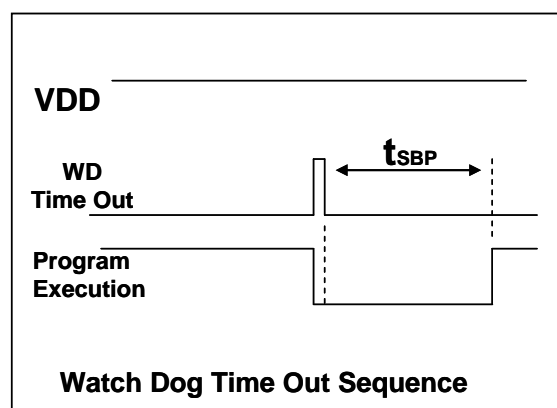 VDD
tSBP
WD
Time Out
Program
Execution
Watch Dog Time Out Sequence